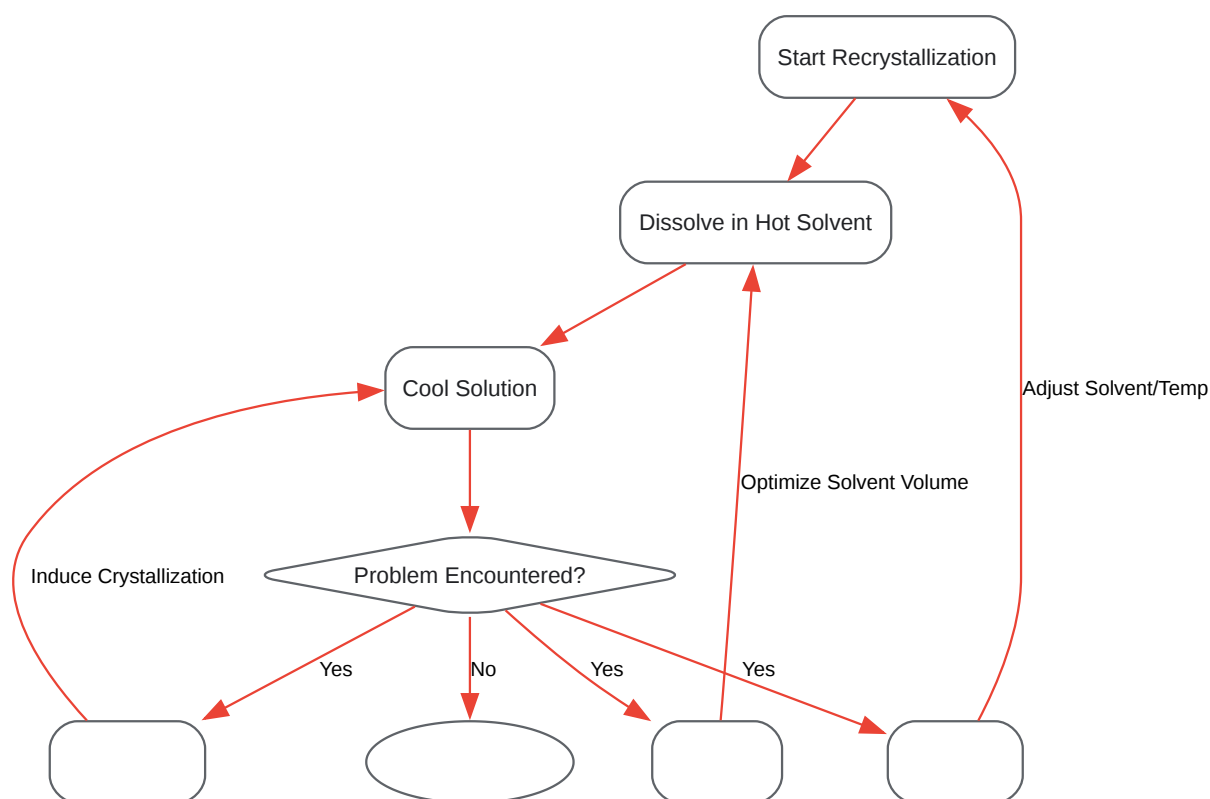 Start Recrystallization
Dissolve in Hot Solvent
Cool Solution
Adjust Solvent/Temp
Optimize Solvent Volume
Induce Crystallization
Problem Encountered?
Yes
No
Yes
Yes